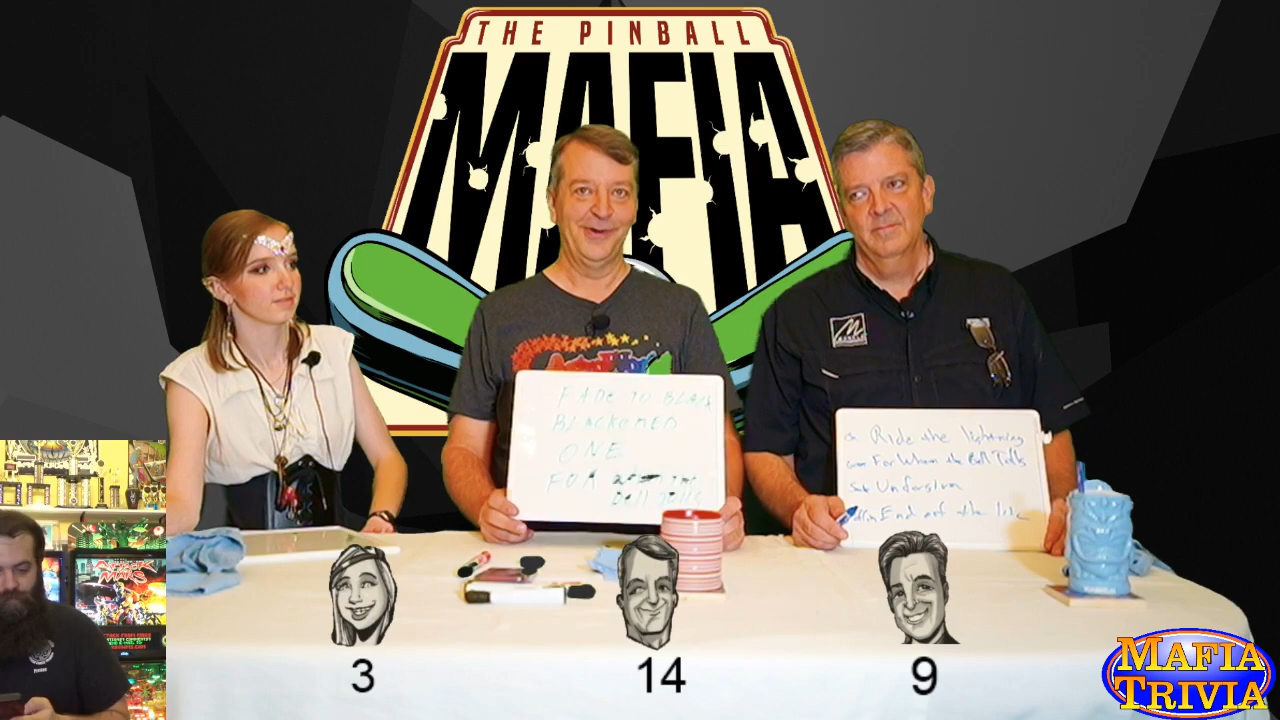 THE PINBALL
MAFIA
FADE TO BLACK
BLACKENED
ONE
FOR THE
Bell Tolls
Ride the lightning
For Whom the Bell Tolls
Unforgiven
End of the line
M
3
14
9
MAFIA
TRIVIA